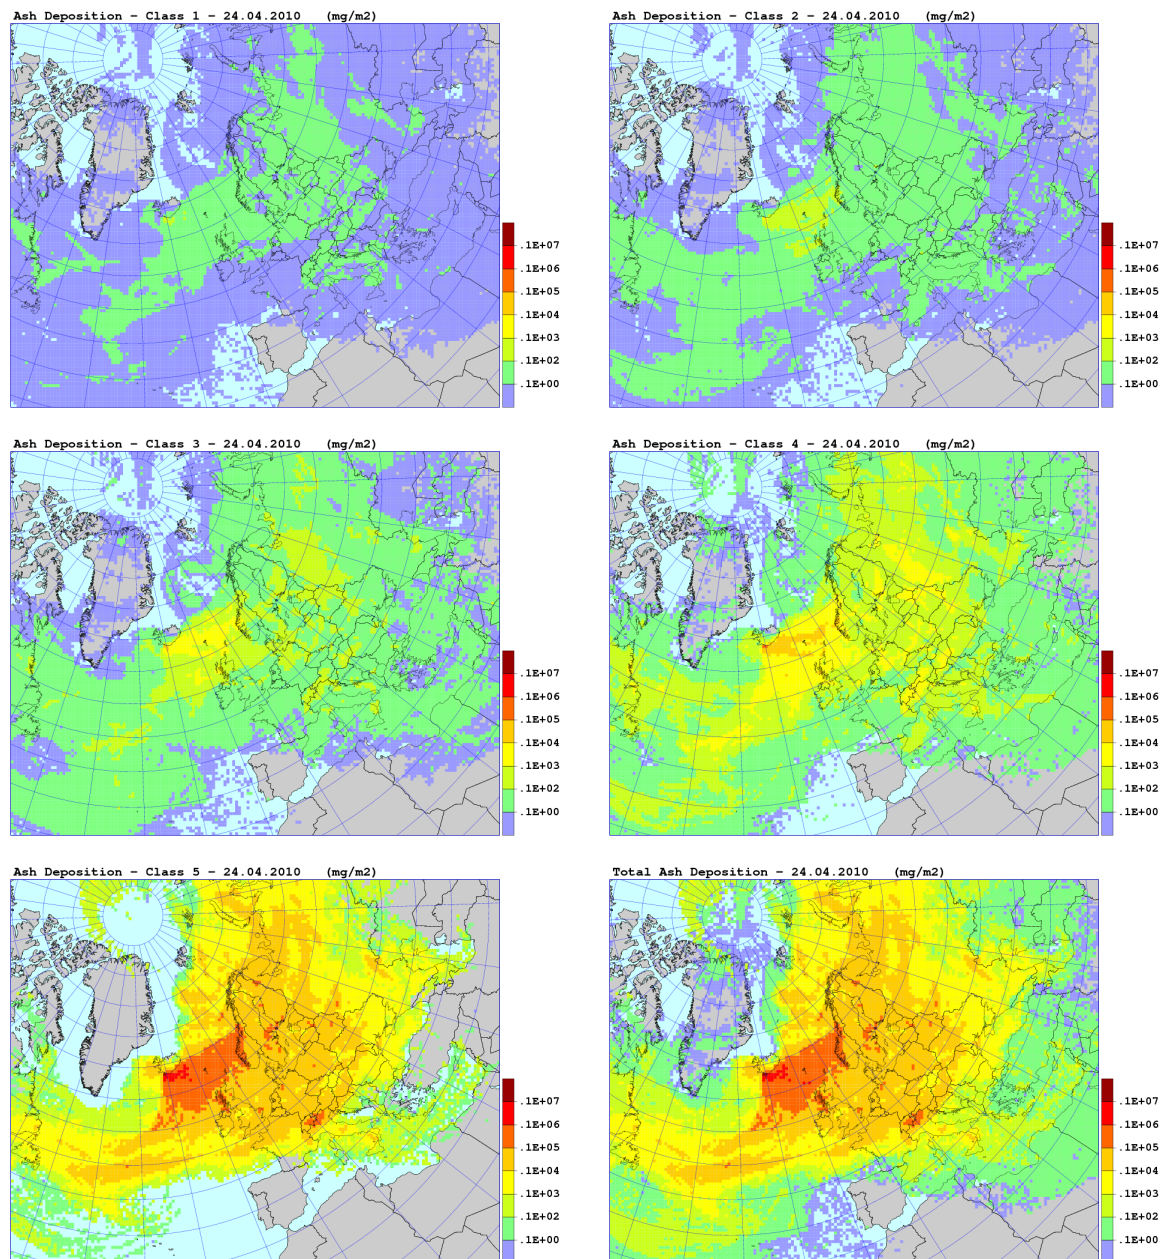 Ash Deposition - Class 1 - 24.04.2010 (mg/m2)
.1E+07
.1E+06
.1E+05
.1E+04
.1E+03
.1E+02
.1E+00
Ash Deposition - Class 2 - 24.04.2010 (mg/m2)
.1E+07
.1E+06
.1E+05
.1E+04
.1E+03
.1E+02
.1E+00
Ash Deposition - Class 3 - 24.04.2010 (mg/m2)
.1E+07
.1E+06
.1E+05
.1E+04
.1E+03
.1E+02
.1E+00
Ash Deposition - Class 4 - 24.04.2010 (mg/m2)
.1E+07
.1E+06
.1E+05
.1E+04
.1E+03
.1E+02
.1E+00
Ash Deposition - Class 5 - 24.04.2010 (mg/m2)
.1E+07
.1E+06
.1E+05
.1E+04
.1E+03
.1E+02
.1E+00
Total Ash Deposition - 24.04.2010 (mg/m2)
.1E+07
.1E+06
.1E+05
.1E+04
.1E+03
.1E+02
.1E+00